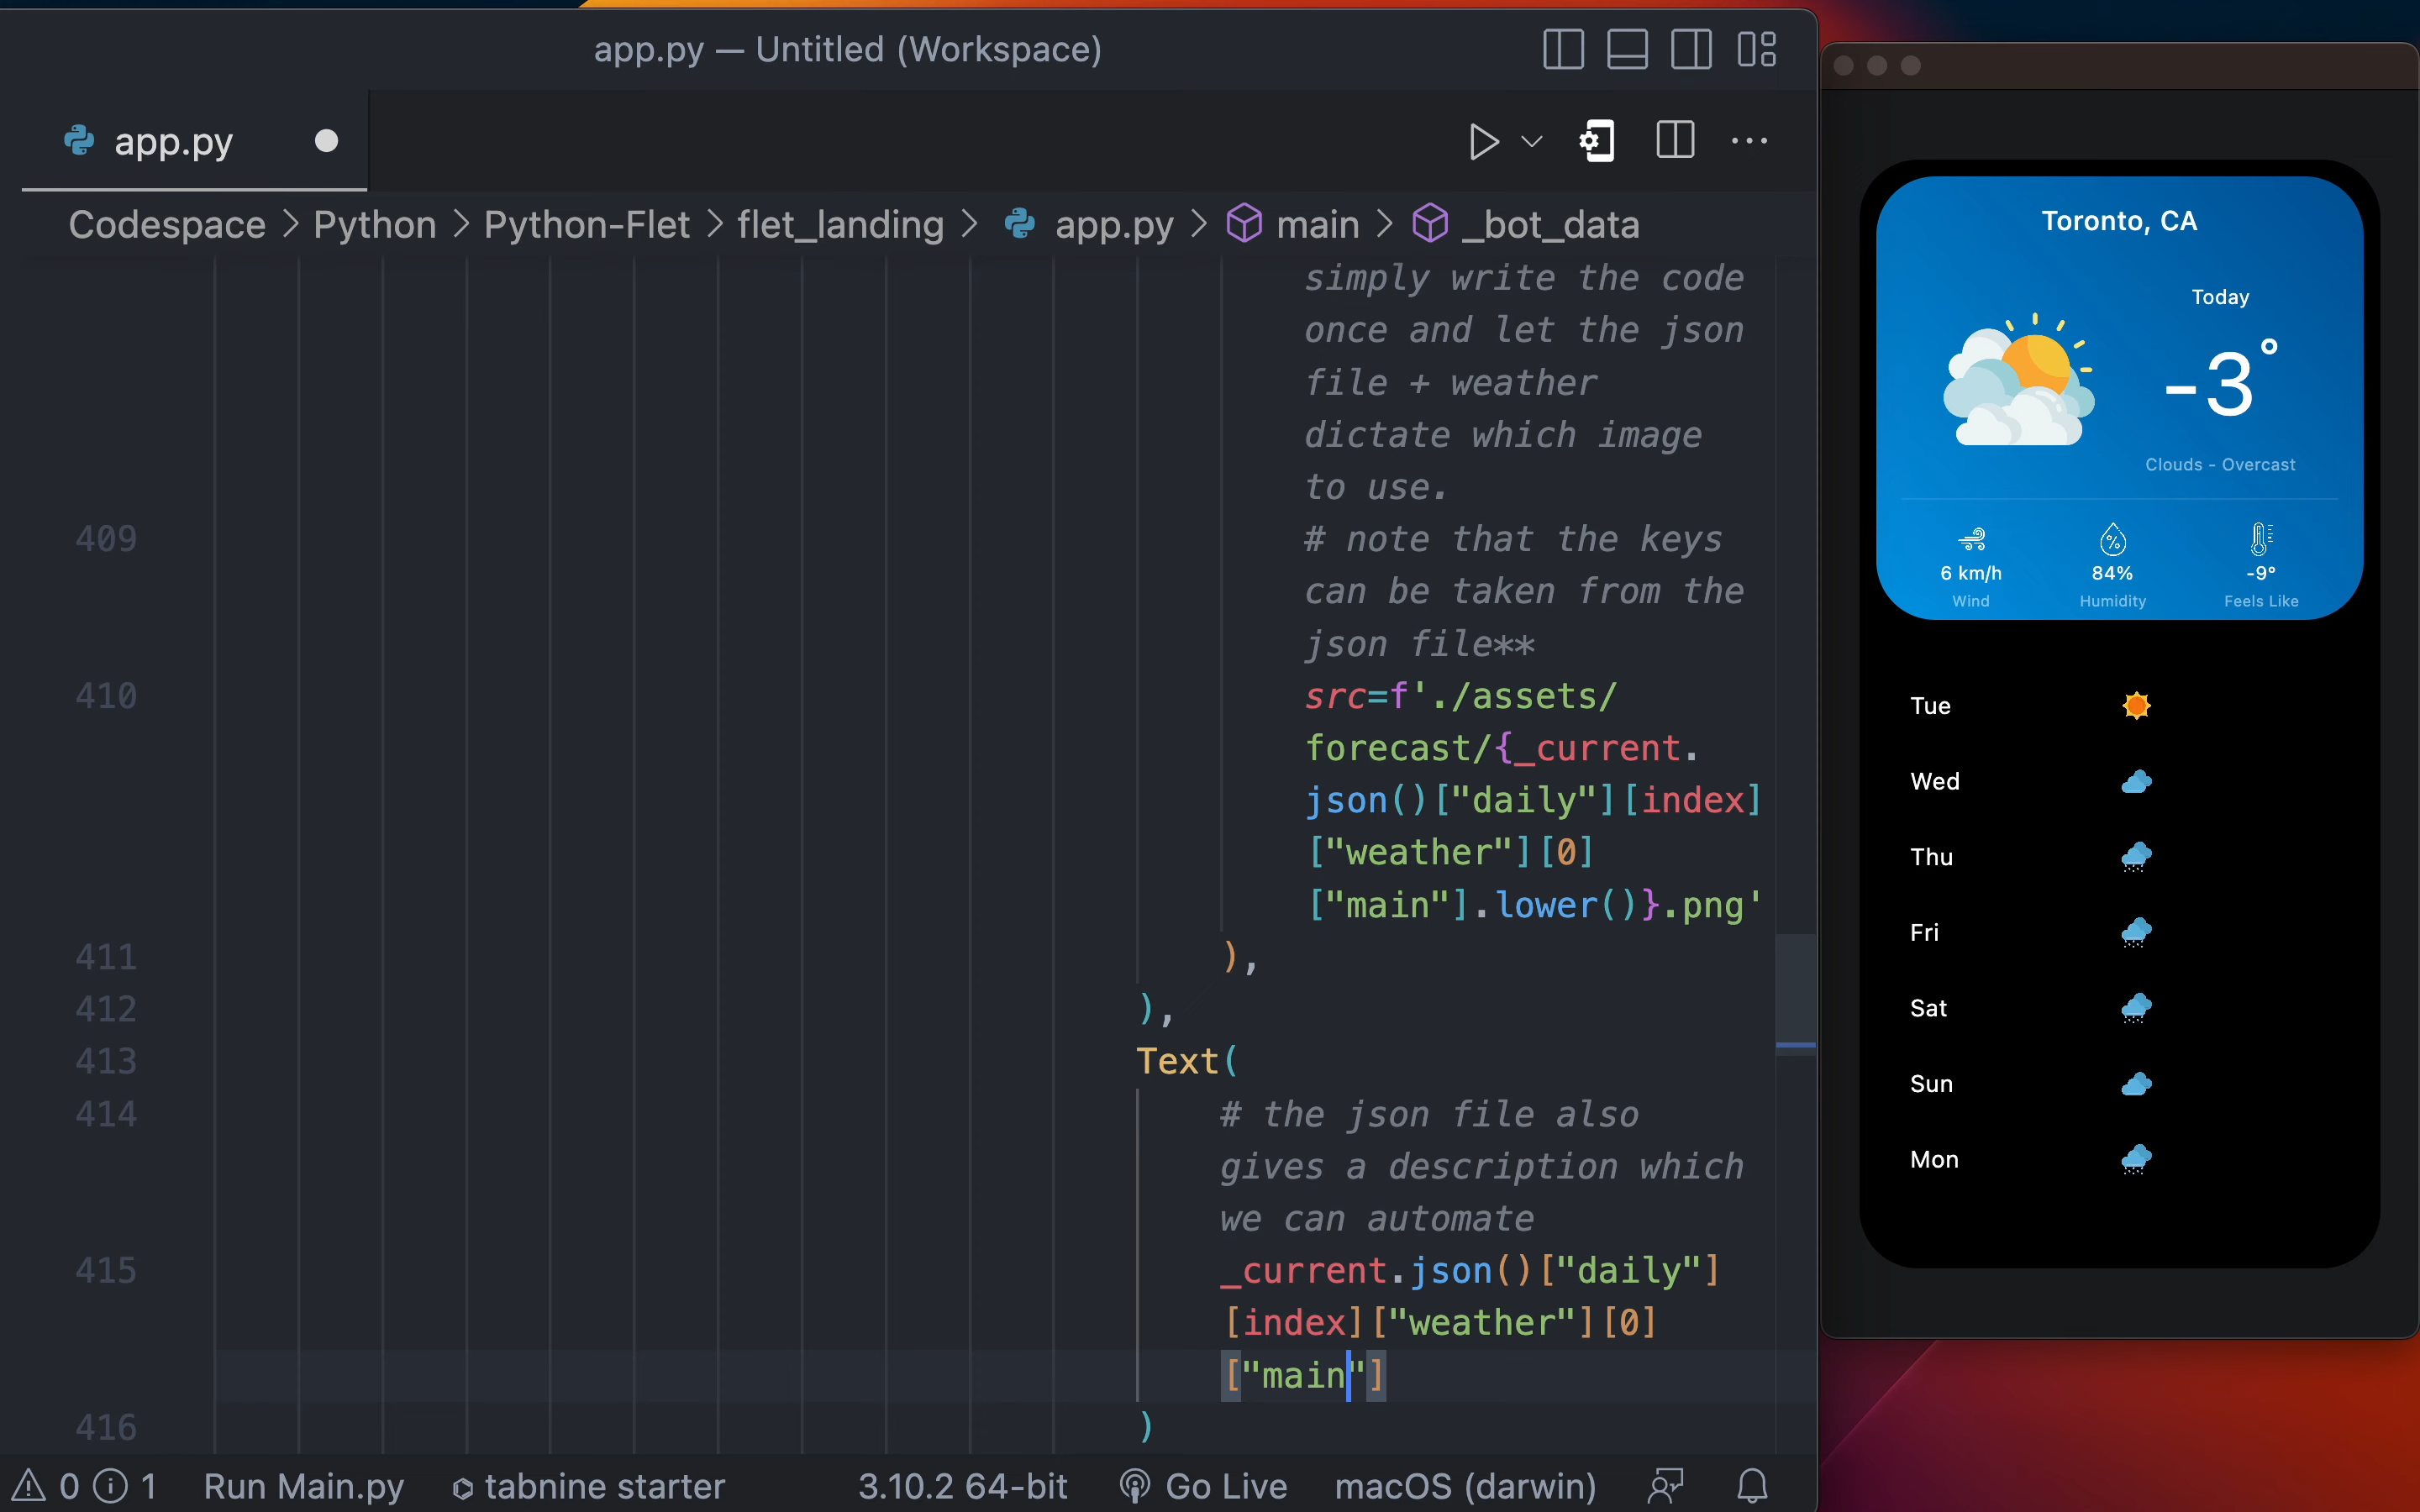 app.py — Untitled (Workspace)
app.py
Codespace > Python > Python-Flet > flet_landing > app.py > main > _bot_data
simply write the code
once and let the json
file + weather
dictate which image
to use.
409 # note that the keys
can be taken from the
json file**
410 src=f'./assets/
forecast/{_current.
json()["daily"][index]
["weather"][0]
["main"].lower()}.png'
411 ),
412 ),
413 Text(
414 # the json file also
gives a description which
we can automate
415 _current.json()["daily"]
[index]["weather"][0]
["main"]
416 )
0 1 Run Main.py tabnine starter 3.10.2 64-bit Go Live macOS (darwin)
Toronto, CA
Today
-3°
Clouds - Overcast
6 km/h 84% -9°
Wind Humidity Feels Like
Tue
Wed
Thu
Fri
Sat
Sun
Mon